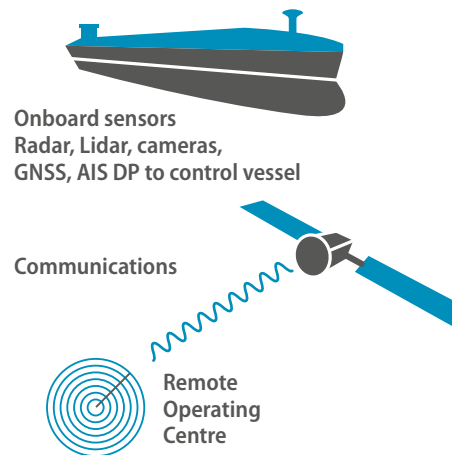 Onboard sensors
Radar, Lidar, cameras,
GNSS, AIS DP to control vessel
Communications
Remote
Operating
Centre